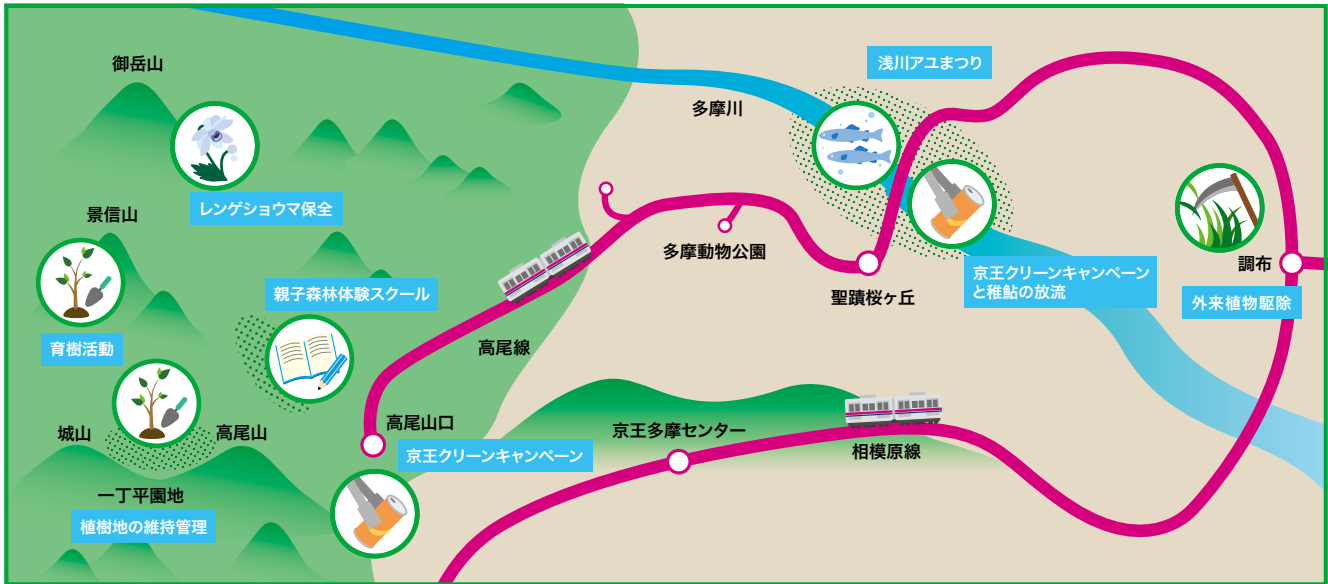 御岳山
浅川アユまつり
多摩川
レンゲショウマ保全
景信山
多摩動物公園
調布
京王クリーンキャンペーン
と稚鮎の放流
親子森林体験スクール
聖蹟桜ヶ丘
外来植物駆除
育樹活動
高尾線
高尾山口
城山
高尾山
京王多摩センター
相模原線
京王クリーンキャンペーン
一丁平園地
植樹地の維持管理